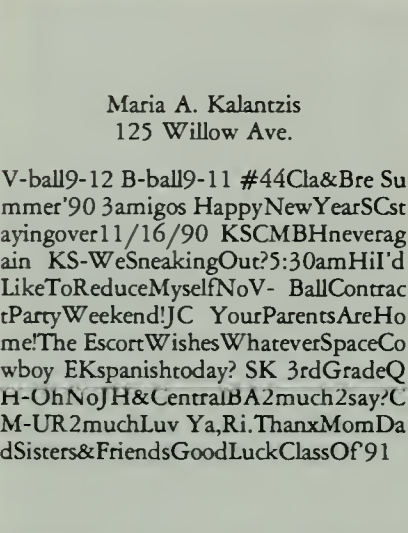 Maria A. Kalantzis
125 Willow Ave.
V-ball9-12 B-ball9-11 #44Cla&Bre Su
mmer'90 3amigos HappyNewYearSCst
ayingover11/16/90 KSCMBHneverag
ain KS-WeSneakingOut?5:30amHiI'd
LikeToReduceMyselfNoV- BallContrac
tPartyWeekend!JC YourParentsAreHo
me!The EscortWishesWhateverSpaceCo
wboy EKspanishtoday? SK 3rdGradeQ
H-OhNoJH&CentralBA2much2say?C
M-UR2muchLuv Ya,Ri.ThanxMomDa
dSisters&FriendsGoodLuckClassOf'91